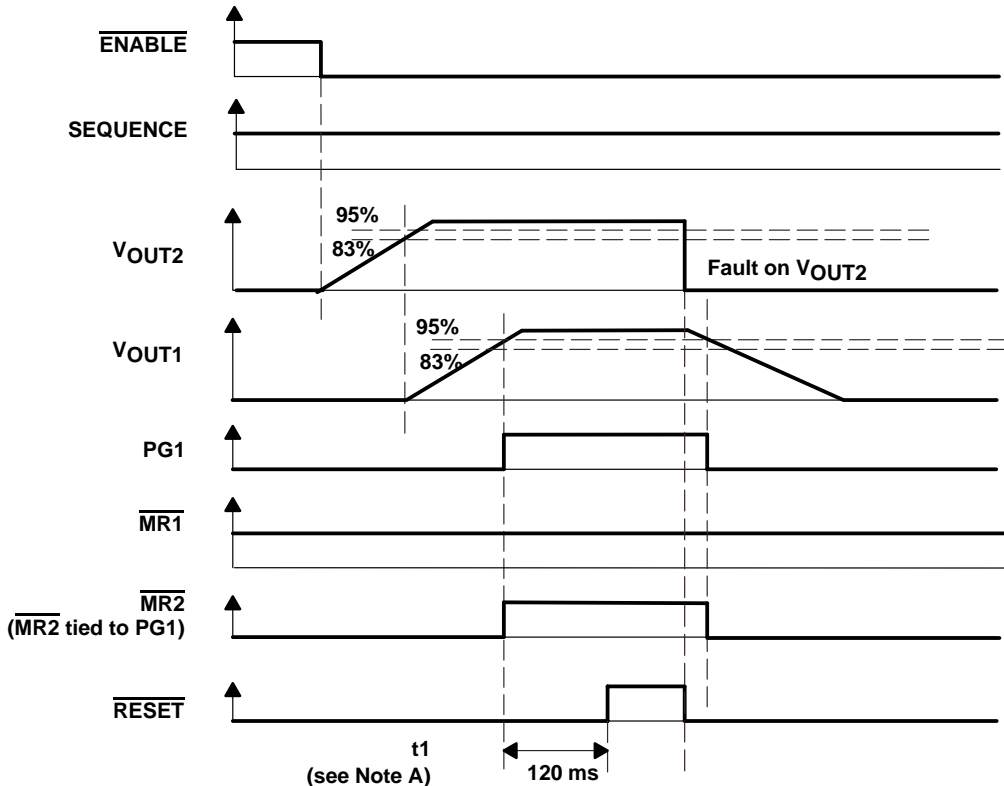 ENABLE
SEQUENCE
95%
83%
VOUT2
Fault on VOUT2
95%
83%
VOUT1
PG1
MR1
MR2
(MR2 tied to PG1)
RESET
t1
(see Note A)
120 ms